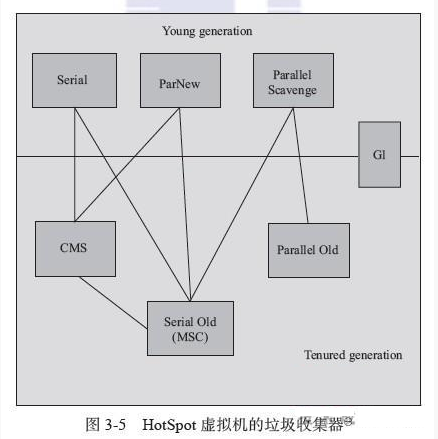 Young generation
Serial
ParNew
Parallel
Scavenge
G1
CMS
Parallel Old
Serial Old
(MSC)
Tenured generation
图 3-5 HotSpot 虚拟机的垃圾收集器